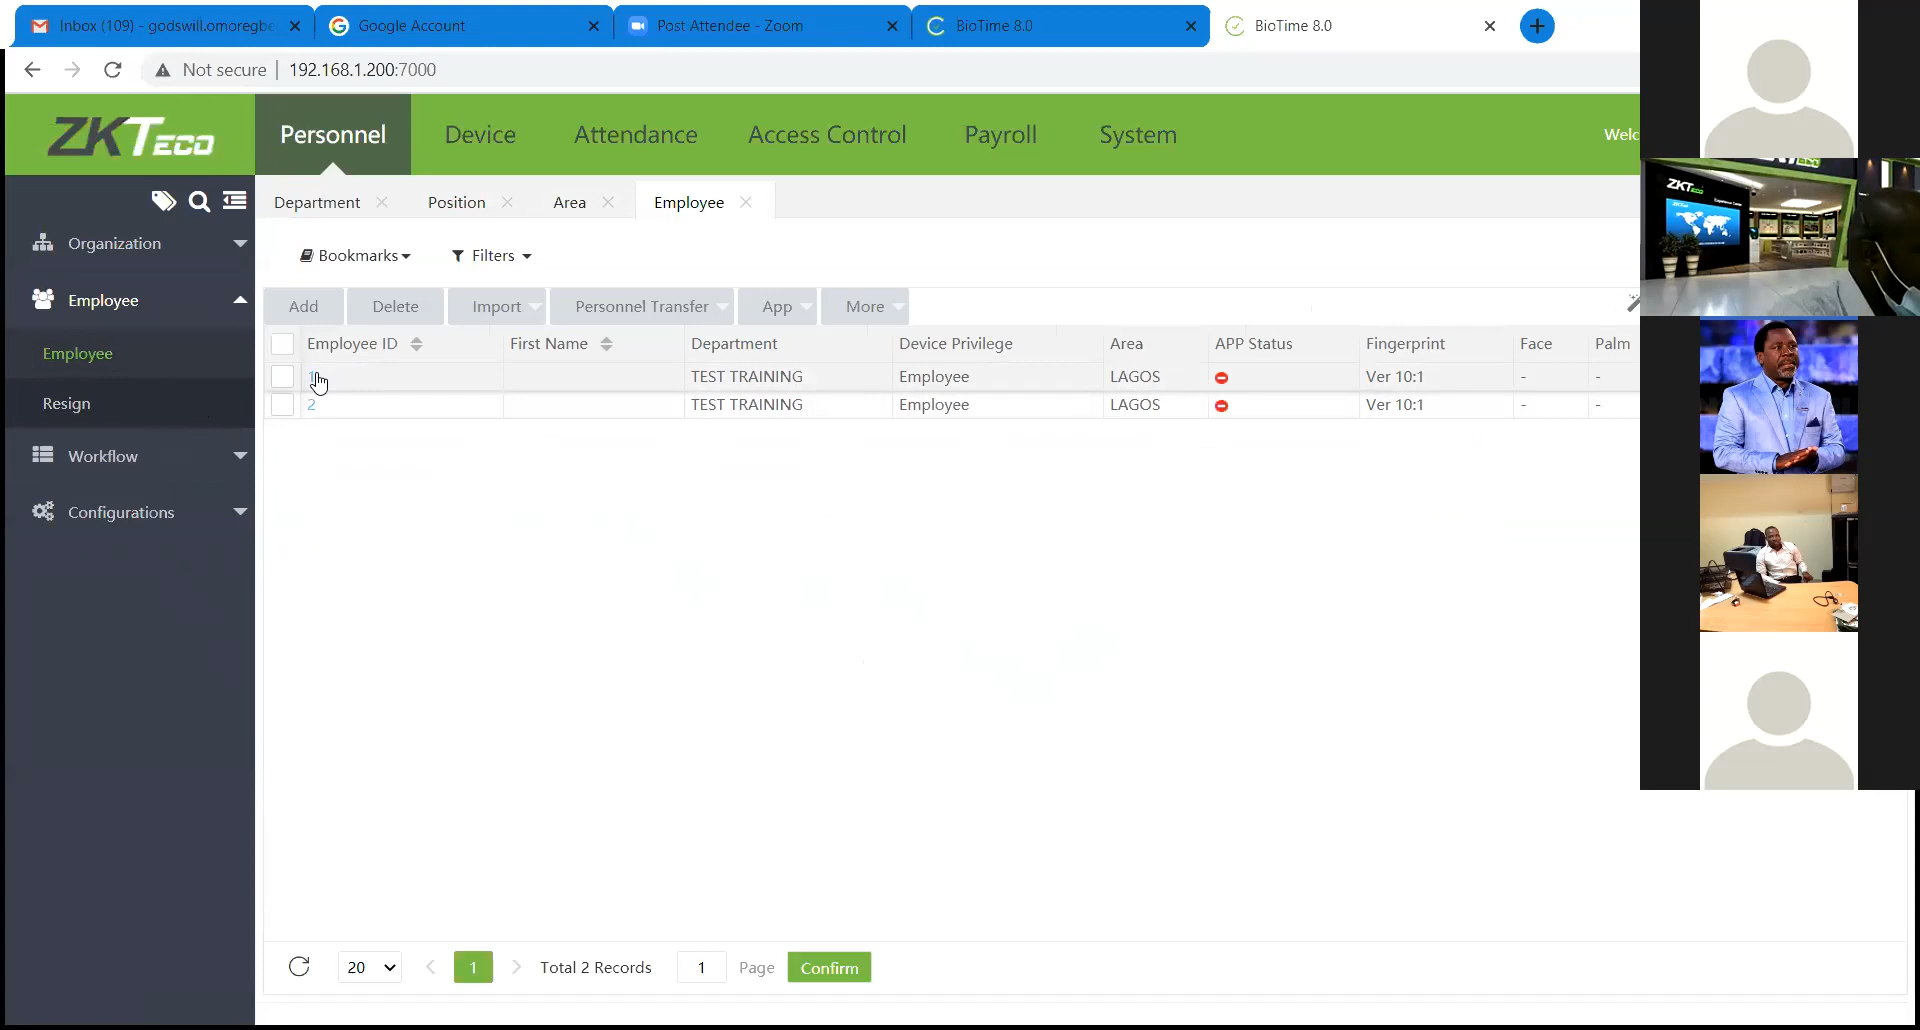 Inbox (109) - godswill.omoregbe
Google Account
Post Attendee - Zoom
BioTime 8.0
BioTime 8.0
Not secure
192.168.1.200:7000
ZKTeco
Personnel
Device
Attendance
Access Control
Payroll
System
Welc
Department
Position
Area
Employee
Organization
Employee
Employee
Resign
Workflow
Configurations
Bookmarks
Filters
Add
Delete
Import
Personnel Transfer
App
More
Employee ID
First Name
Department
Device Privilege
Area
APP Status
Fingerprint
Face
Palm
1
TEST TRAINING
Employee
LAGOS
Ver 10:1
-
-
2
TEST TRAINING
Employee
LAGOS
Ver 10:1
-
-
20
1
Total 2 Records
1
Page
Confirm
ZKTeco